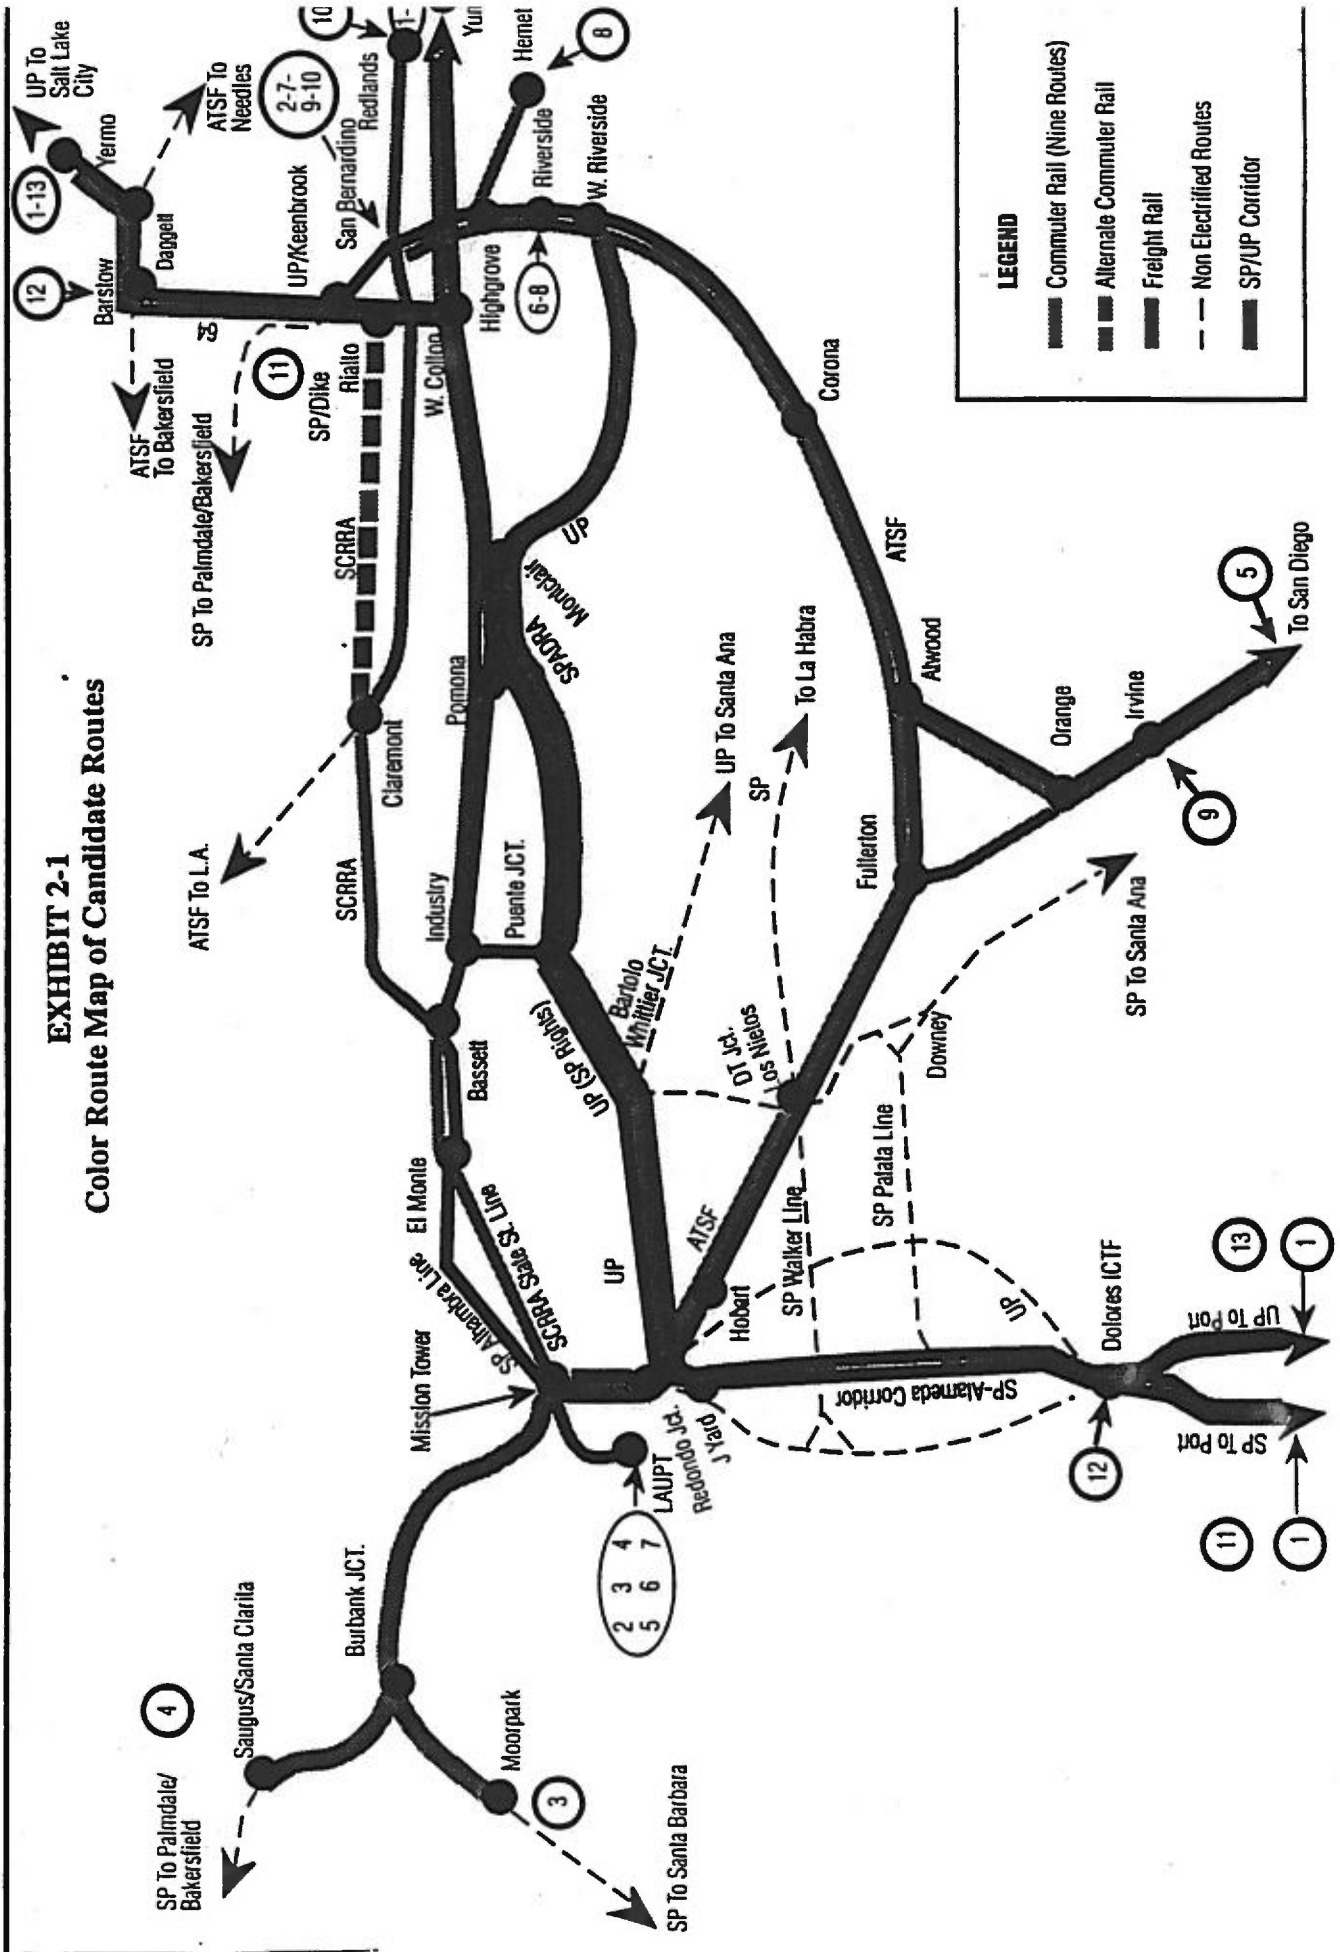 EXHIBIT 2-1
Color Route Map of Candidate Routes
SP To Palmdale/
Bakersfield
4
Saugus/Santa Clarita
Burbank JCT.
Moorpark
3
SP To Santa Barbara
Mission Tower
SP Alhambra Line
SCRRA State St. Line
El Monte
Bassett
LAUPT
2 3 4
5 6 7
Redondo Jct.
J Yard
Hobart
UP
ATSF
SP Walker Line
SP Patata Line
UP
SP-Alameda Corridor
Dolores ICTF
12
SP To Port
UP To Port
11
1
13
1
ATSF To L.A.
SCRRA
Claremont
Industry
Puente JCT.
UP (SP Rights)
Bartolo
Whittier JCT.
DT Jct.
Los Nietos
Downey
SP To Santa Ana
UP To Santa Ana
SP
To La Habra
Fullerton
Atwood
Orange
Irvine
9
5
To San Diego
ATSF
Corona
Pomona
SPADRA
Montclair
UP
SCRRA
SP To Palmdale/Bakersfield
ATSF
To Bakersfield
11
SP/Dike
Rialto
W. Colton
Highgrove
6-8
12
Barstow
Daggett
1-13
Yermo
UP To
Salt Lake
City
ATSF To
Needles
UP/Keenbrook
San Bernardino
2-7-
9-10
Redlands
10
1-
Yun
Hemet
8
Riverside
W. Riverside
LEGEND
Commuter Rail (Nine Routes)
Alternate Commuter Rail
Freight Rail
Non Electrified Routes
SP/UP Corridor